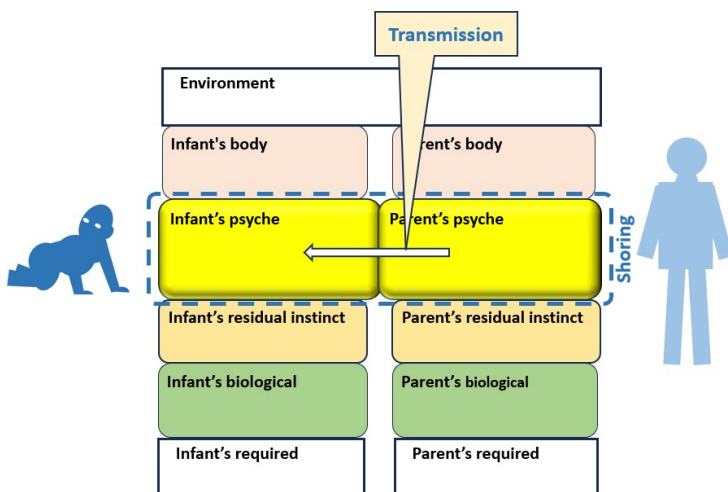 Transmission
Environment
Infant's body
arent's body
Infant's psyche
Parent's psyche
Shoring
Infant's residual instinct
Parent's residual instinct
Infant's biological
Parent's biological
Infant's required
Parent's required